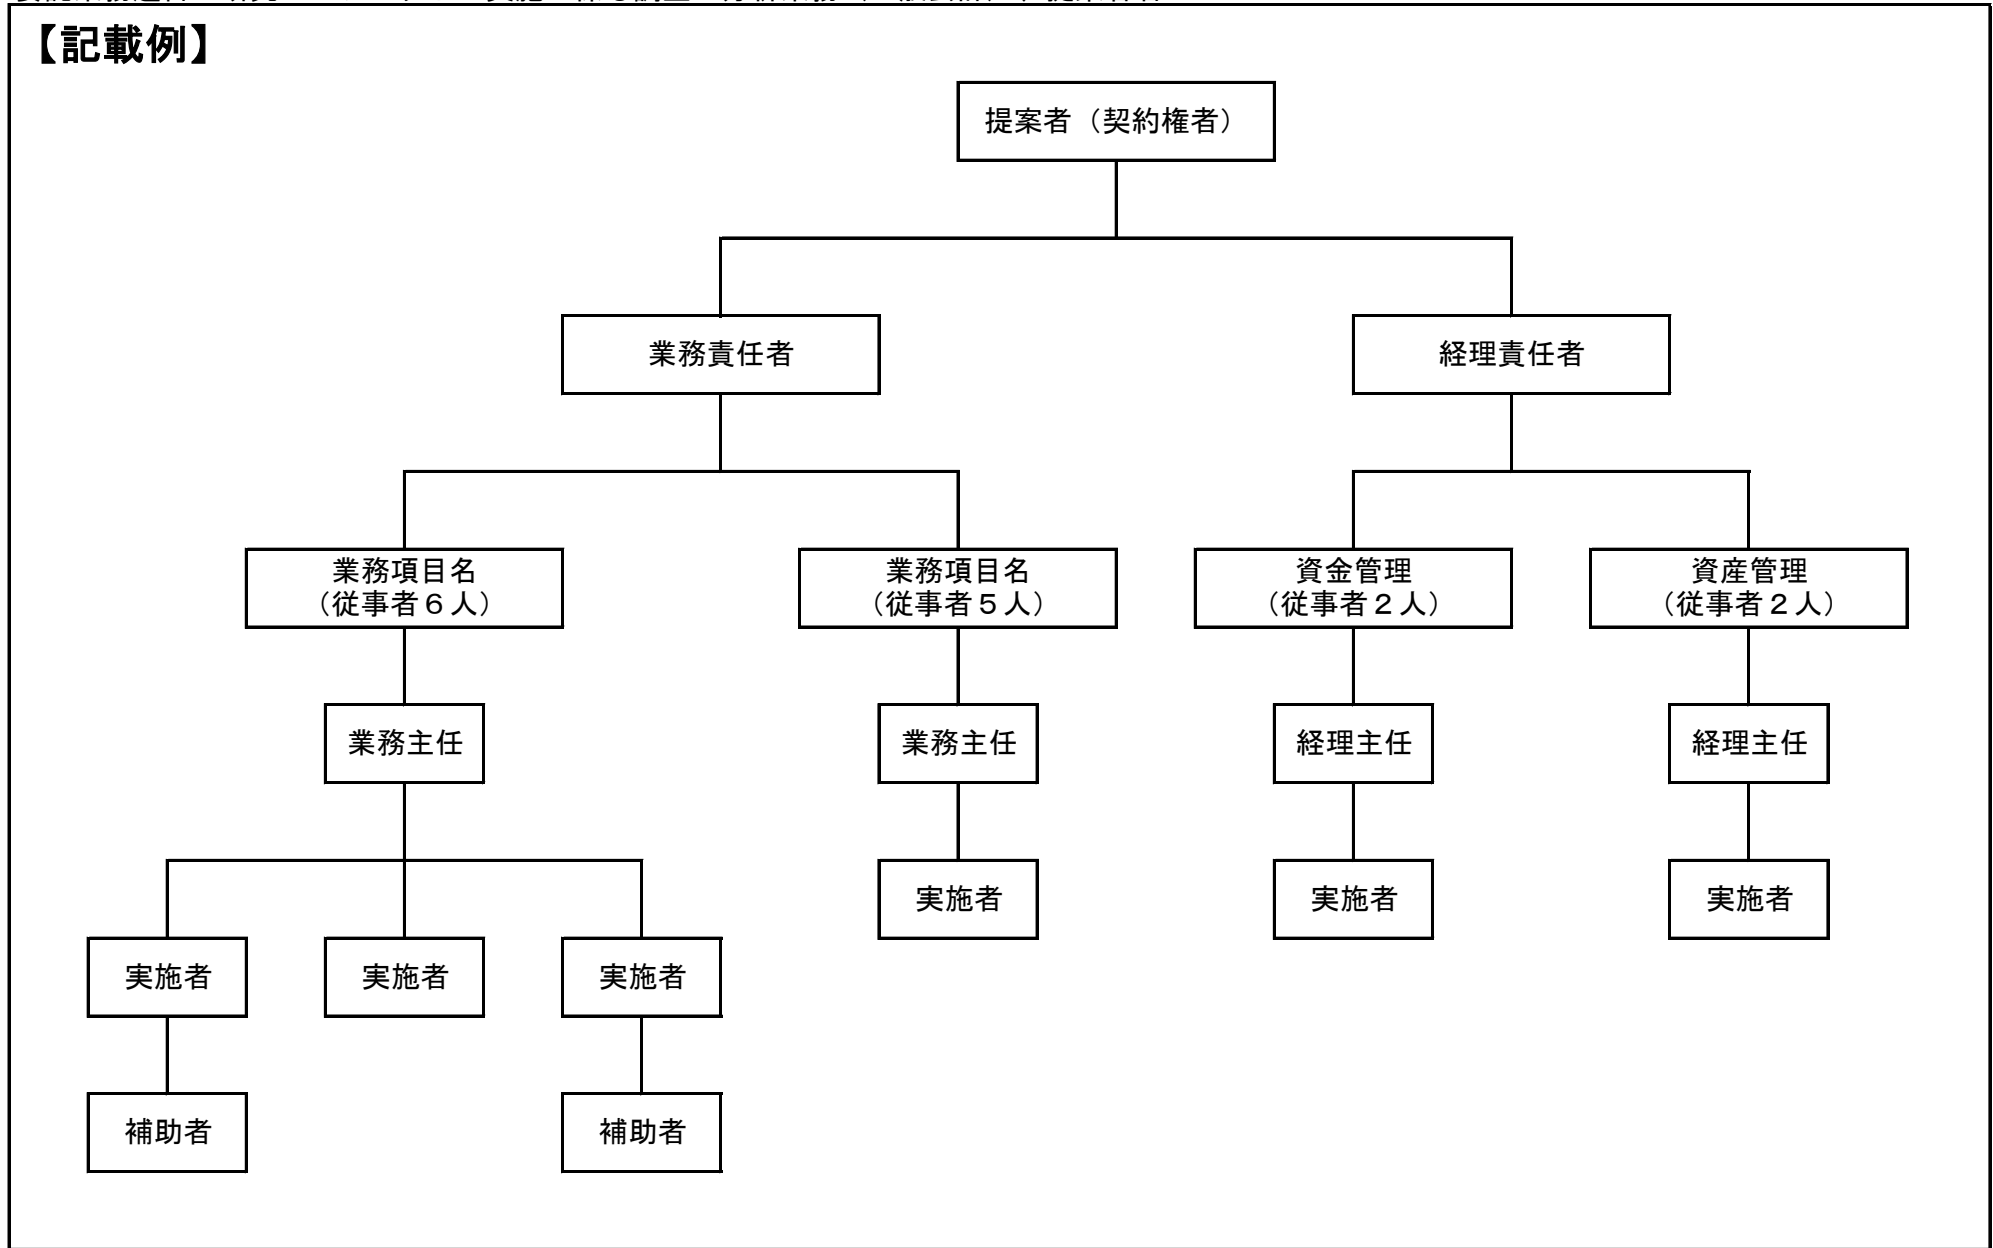 【記載例】
提案者（契約権者）
業務責任者
経理責任者
業務項目名
（従事者６人）
業務項目名
（従事者５人）
資金管理
（従事者２人）
資産管理
（従事者２人）
業務主任
業務主任
経理主任
経理主任
実施者
実施者
実施者
実施者
実施者
実施者
補助者
補助者